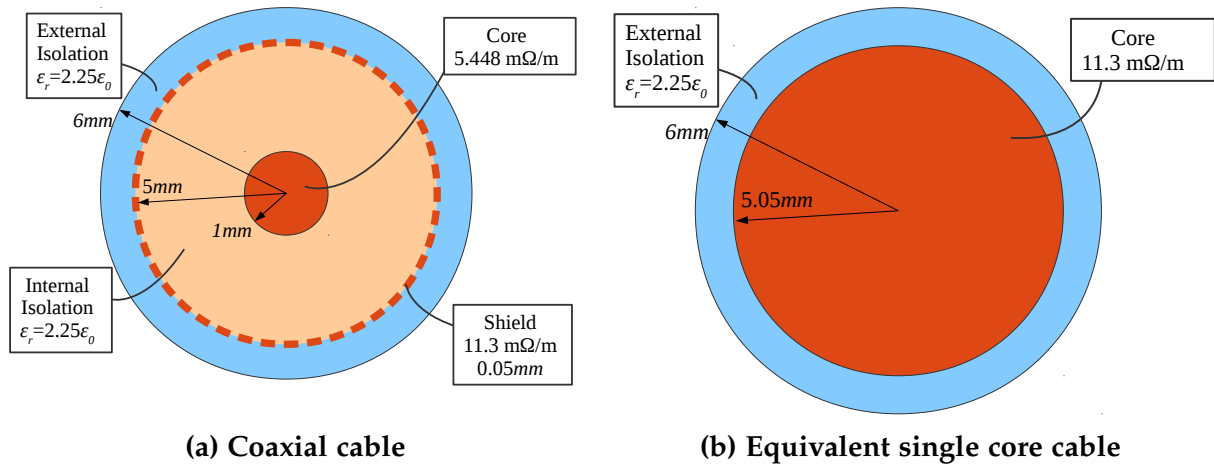 External
Isolation
εr=2.25ε0
Core
5.448 mΩ/m
6mm
5mm
1mm
Internal
Isolation
εr=2.25ε0
Shield
11.3 mΩ/m
0.05mm
(a) Coaxial cable
External
Isolation
εr=2.25ε0
Core
11.3 mΩ/m
6mm
5.05mm
(b) Equivalent single core cable